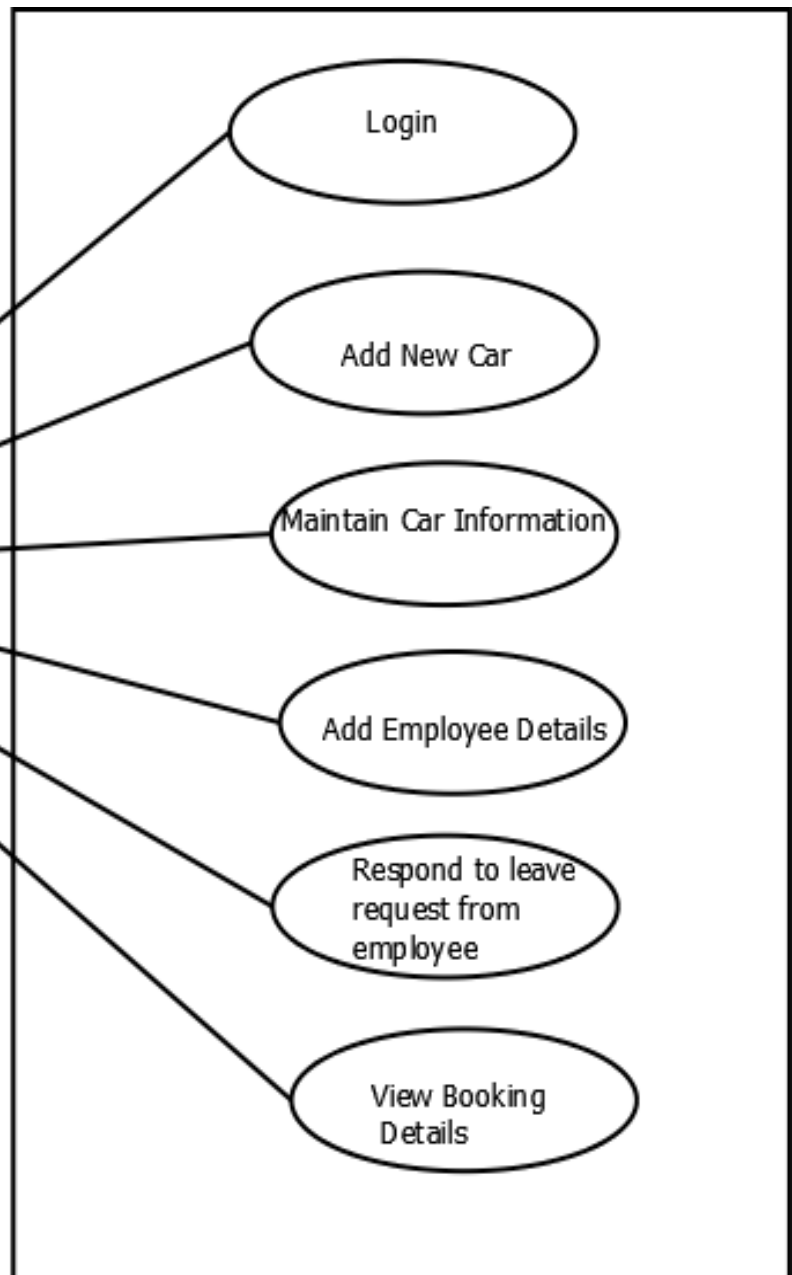 Login
Add New Car
Maintain Car Information
Add Employee Details
Respond to leave
request from
employee
View Booking
Details